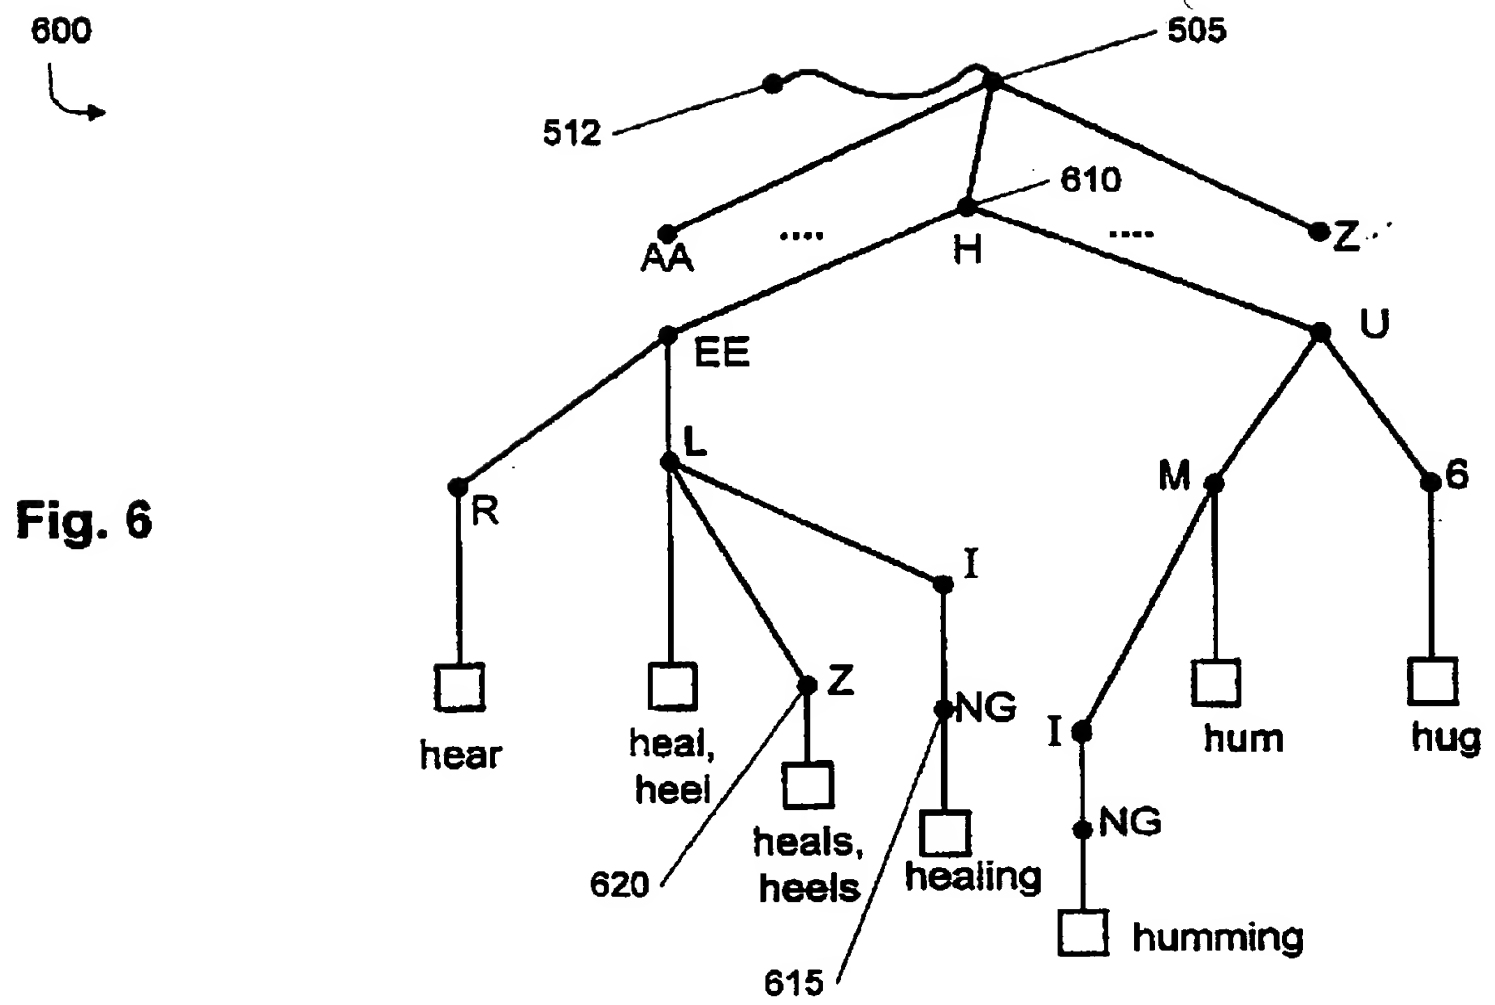 600
505
512
610
AA
....
H
....
Z
EE
U
L
R
M
6
Fig. 6
I
Z
NG
I
hear
heal,
heel
hum
hug
NG
heals,
heels
healing
620
humming
615